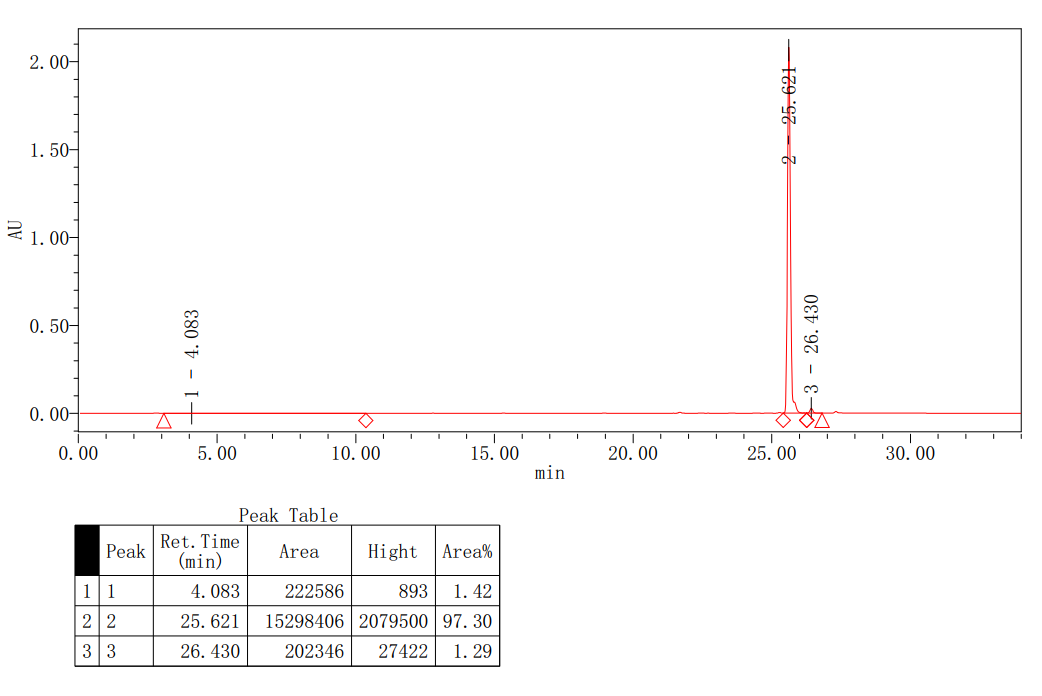 2.00
1.50
1.00
0.50
0.00
AU
1 - 4.083
2 - 25.621
3 - 26.430
0.00 5.00 10.00 15.00 20.00 25.00 30.00
min
Peak Table
Peak Ret.Time (min) Area Hight Area%
1 1 4.083 222586 893 1.42
2 2 25.621 15298406 2079500 97.30
3 3 26.430 202346 27422 1.29